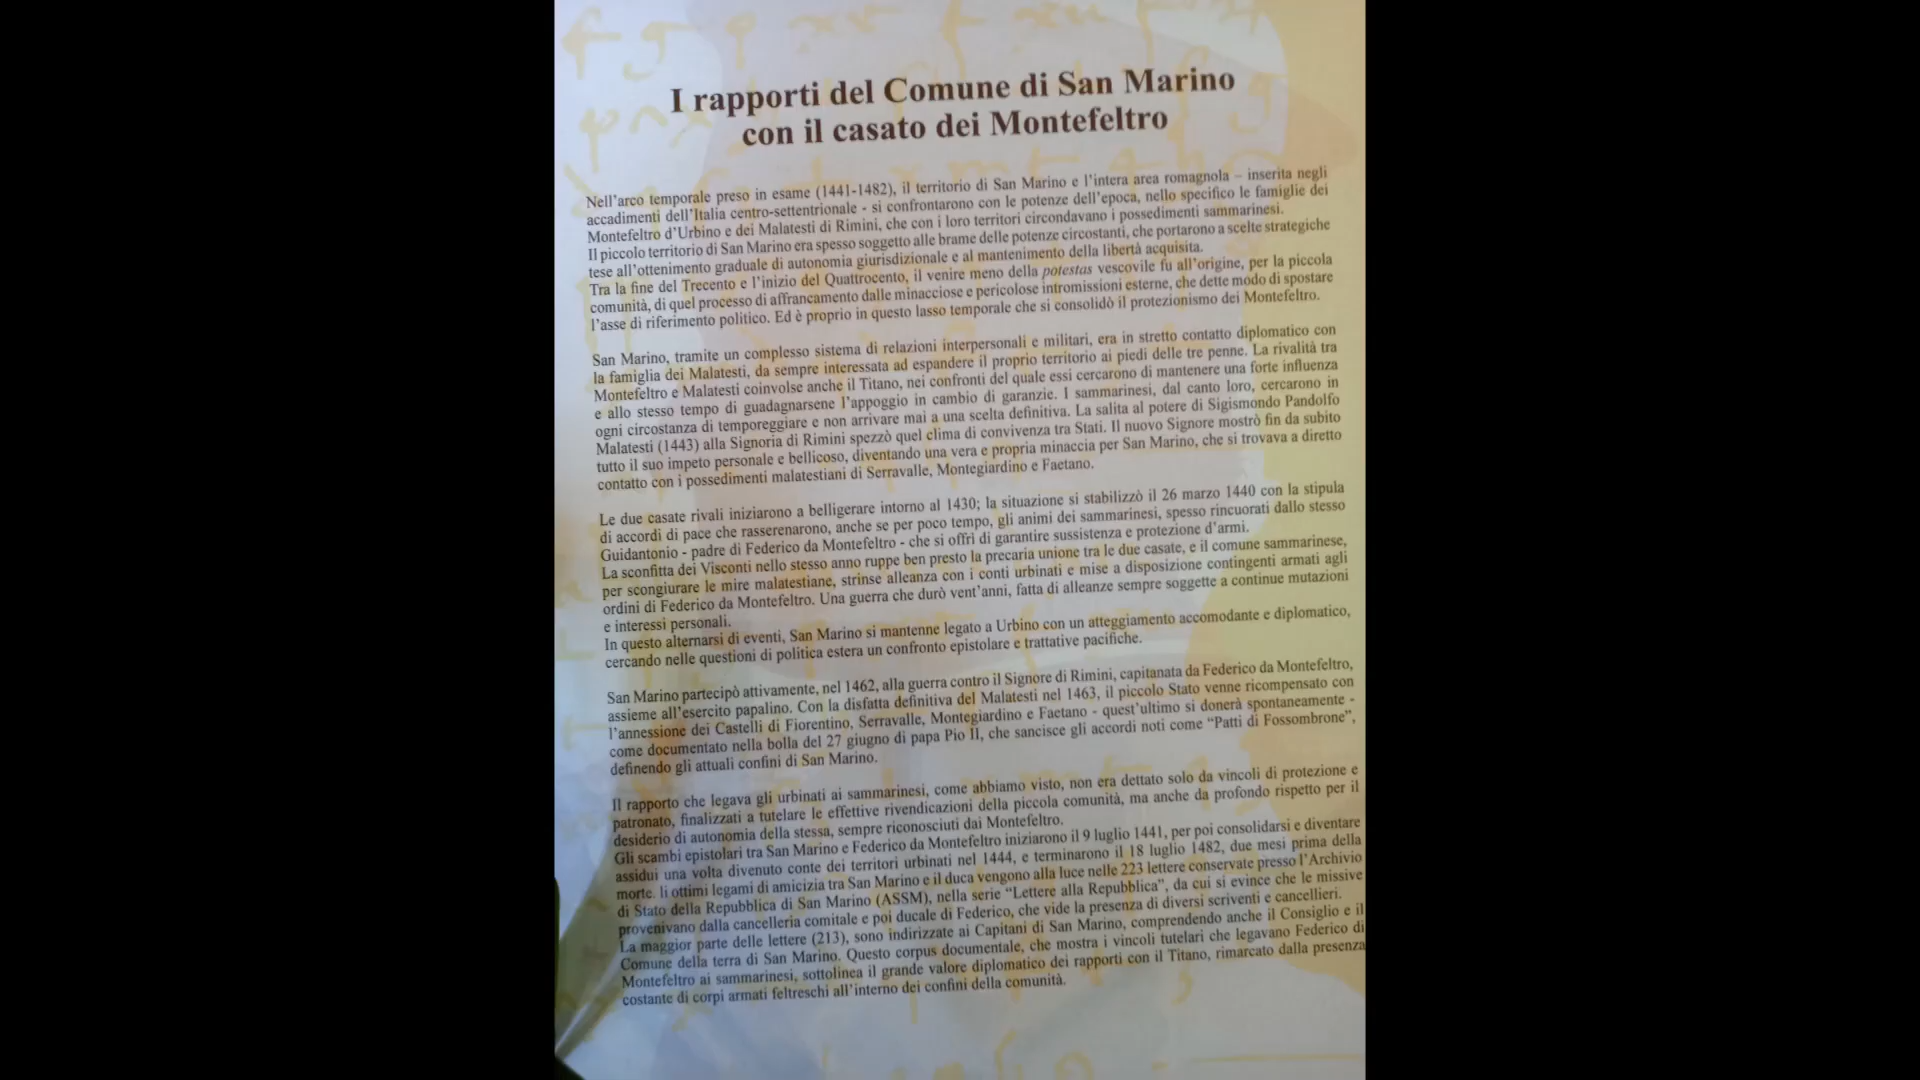 I rapporti del Comune di San Marino
con il casato dei Montefeltro
Nell'arco temporale preso in esame (1441-1482), il territorio di San Marino e l'intera area romagnola – inserita negli
accadimenti dell'Italia centro-settentrionale - si confrontarono con le potenze dell'epoca, nello specifico le famiglie dei
Montefeltro d'Urbino e dei Malatesti di Rimini, che con i loro territori circondavano i possedimenti sammarinesi.
Il piccolo territorio di San Marino era spesso soggetto alle brame delle potenze circostanti, che portarono a scelte strategiche
tese all'ottenimento graduale di autonomia giurisdizionale e al mantenimento della libertà acquisita.
Tra la fine del Trecento e l'inizio del Quattrocento, il venire meno della potestas vescovile fu all'origine, per la piccola
comunità, di quel processo di affrancamento dalle minacciose e pericolose intromissioni esterne, che dette modo di spostare
l'asse di riferimento politico. Ed è proprio in questo lasso temporale che si consolidò il protezionismo dei Montefeltro.
San Marino, tramite un complesso sistema di relazioni interpersonali e militari, era in stretto contatto diplomatico con
la famiglia dei Malatesti, da sempre interessata ad espandere il proprio territorio ai piedi delle tre penne. La rivalità tra
Montefeltro e Malatesti coinvolse anche il Titano, nei confronti del quale essi cercarono di mantenere una forte influenza
e allo stesso tempo di guadagnarsene l'appoggio in cambio di garanzie. I sammarinesi, dal canto loro, cercarono in
ogni circostanza di temporeggiare e non arrivare mai a una scelta definitiva. La salita al potere di Sigismondo Pandolfo
Malatesti (1443) alla Signoria di Rimini spezzò quel clima di convivenza tra Stati. Il nuovo Signore mostrò fin da subito
tutto il suo impeto personale e bellicoso, diventando una vera e propria minaccia per San Marino, che si trovava a diretto
contatto con i possedimenti malatestiani di Serravalle, Montegiardino e Faetano.
Le due casate rivali iniziarono a belligerare intorno al 1430; la situazione si stabilizzò il 26 marzo 1440 con la stipula
di accordi di pace che rasserenarono, anche se per poco tempo, gli animi dei sammarinesi, spesso rincuorati dallo stesso
Guidantonio - padre di Federico da Montefeltro - che si offrì di garantire sussistenza e protezione d'armi.
La sconfitta dei Visconti nello stesso anno ruppe ben presto la precaria unione tra le due casate, e il comune sammarinese,
per scongiurare le mire malatestiane, strinse alleanza con i conti urbinati e mise a disposizione contingenti armati agli
ordini di Federico da Montefeltro. Una guerra che durò vent'anni, fatta di alleanze sempre soggette a continue mutazioni
e interessi personali.
In questo alternarsi di eventi, San Marino si mantenne legato a Urbino con un atteggiamento accomodante e diplomatico,
cercando nelle questioni di politica estera un confronto epistolare e trattative pacifiche.
San Marino partecipò attivamente, nel 1462, alla guerra contro il Signore di Rimini, capitanata da Federico da Montefeltro,
assieme all'esercito papalino. Con la disfatta definitiva del Malatesti nel 1463, il piccolo Stato venne ricompensato con
l'annessione dei Castelli di Fiorentino, Serravalle, Montegiardino e Faetano - quest'ultimo si donerà spontaneamente -
come documentato nella bolla del 27 giugno di papa Pio II, che sancisce gli accordi noti come “Patti di Fossombrone”,
definendo gli attuali confini di San Marino.
Il rapporto che legava gli urbinati ai sammarinesi, come abbiamo visto, non era dettato solo da vincoli di protezione e
patronato, finalizzati a tutelare le effettive rivendicazioni della piccola comunità, ma anche da profondo rispetto per il
desiderio di autonomia della stessa, sempre riconosciuti dai Montefeltro.
Gli scambi epistolari tra San Marino e Federico da Montefeltro iniziarono il 9 luglio 1441, per poi consolidarsi e diventare
assidui una volta divenuto conte dei territori urbinati nel 1444, e terminarono il 18 luglio 1482, due mesi prima della
morte. Ii ottimi legami di amicizia tra San Marino e il duca vengono alla luce nelle 223 lettere conservate presso l'Archivio
di Stato della Repubblica di San Marino (ASSM), nella serie “Lettere alla Repubblica”, da cui si evince che le missive
provenivano dalla cancelleria comitale e poi ducale di Federico, che vide la presenza di diversi scriventi e cancellieri.
La maggior parte delle lettere (213), sono indirizzate ai Capitani di San Marino, comprendendo anche il Consiglio e il
Comune della terra di San Marino. Questo corpus documentale, che mostra i vincoli tutelari che legavano Federico di
Montefeltro ai sammarinesi, sottolinea il grande valore diplomatico dei rapporti con il Titano, rimarcato dalla presenza
costante di corpi armati feltreschi all'interno dei confini della comunità.